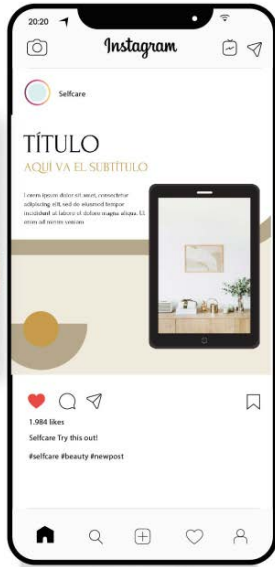 20:20
Instagram
Selfcare
TÍTULO
AQUÍ VA EL SUBTÍTULO
Lorem ipsum dolor sit amet, consectetur
adipiscing elit, sed do eiusmod tempor
incididunt ut labore et dolore magna aliqua. Ut
enim ad minim veniam
1.984 likes
Selfcare Try this out!
#selfcare #beauty #newpost